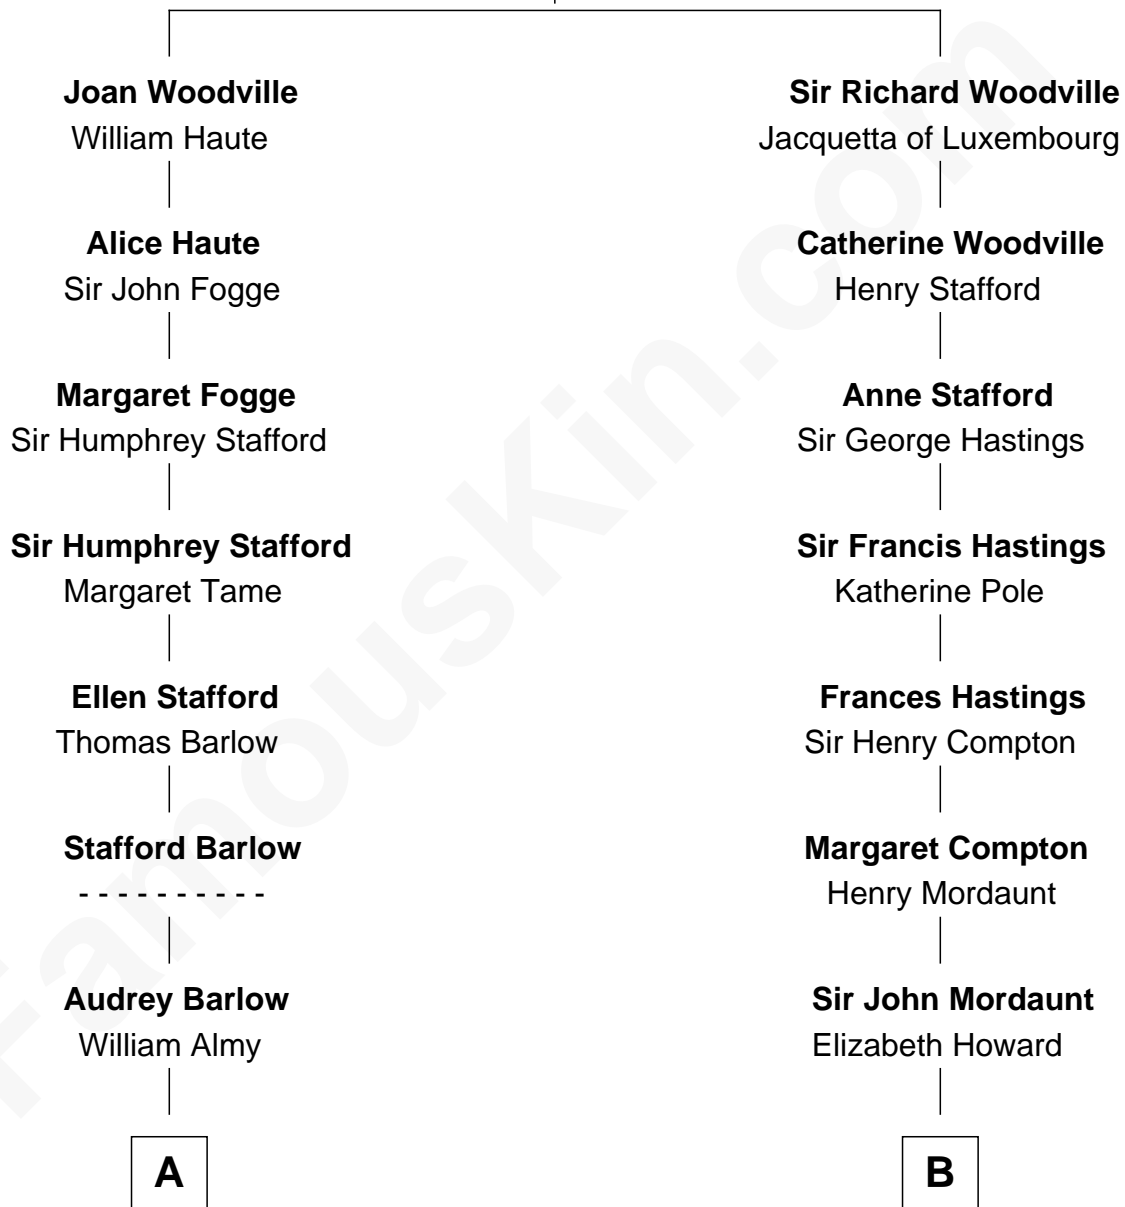 Joan Woodville
William Haute
Alice Haute
Sir John Fogge
Margaret Fogge
Sir Humphrey Stafford
Sir Humphrey Stafford
Margaret Tame
Ellen Stafford
Thomas Barlow
Stafford Barlow
- - - - - - - - - -
Audrey Barlow
William Almy
A
Sir Richard Woodville
Jacquetta of Luxembourg
Catherine Woodville
Henry Stafford
Anne Stafford
Sir George Hastings
Sir Francis Hastings
Katherine Pole
Frances Hastings
Sir Henry Compton
Margaret Compton
Henry Mordaunt
Sir John Mordaunt
Elizabeth Howard
B
FamousKin.com